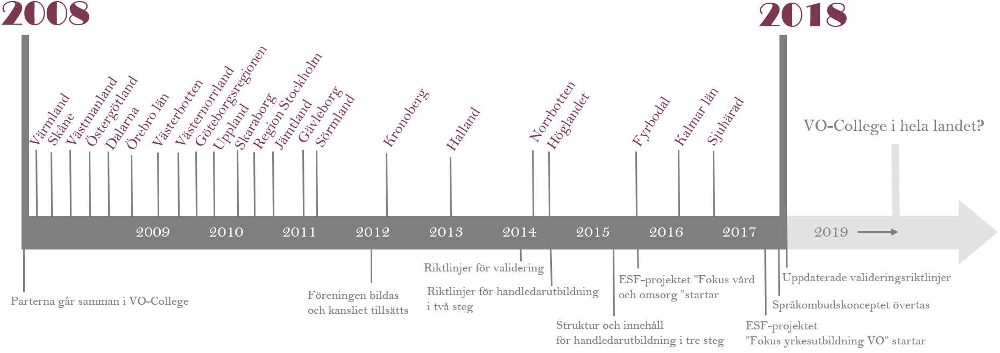 2008
2018
Värmland
Skåne
Västmanland
Östergötland
Dalarna
Örebro län
Västerbotten
Västernorrland
Göteborgsregionen
Uppland
Skaraborg
Region Stockholm
Jämtland
Gävleborg
Sörmland
Kronoberg
Halland
Norrbotten
Höglandet
Fyrbodal
Kalmar län
Sjuhärad
VO-College i hela landet?
2009
2010
2011
2012
2013
2014
2015
2016
2017
2019
Parterna går samman i VO-College
Föreningen bildas
och kansliet tillsätts
Riktlinjer för validering
Riktlinjer för handledarutbildning
i två steg
Struktur och innehåll
för handledarutbildning i tre steg
ESF-projektet ”Fokus vård
och omsorg ”startar
ESF-projektet
”Fokus yrkesutbildning VO” startar
Språkombudskonceptet övertas
Uppdaterade valideringsriktlinjer